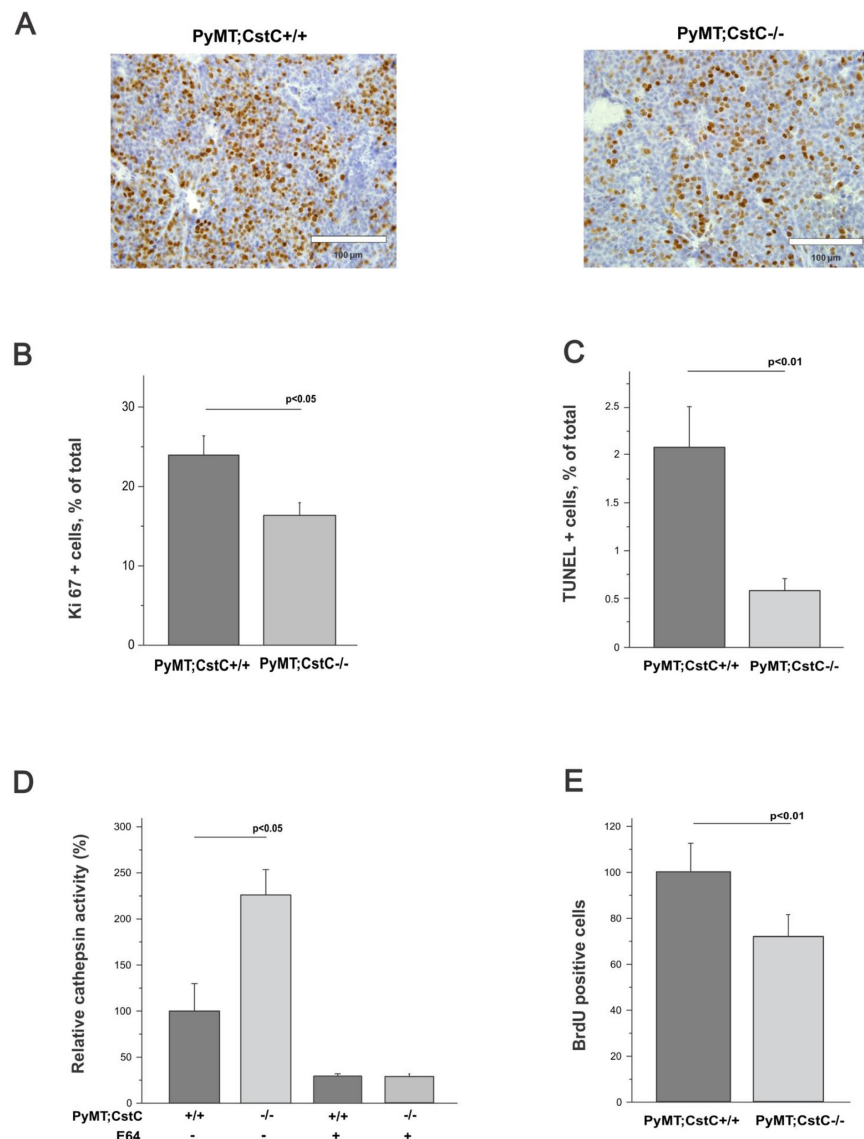 A
PyMT;CstC+/+
PyMT;CstC-/-
100 µm
100 µm
B
Ki 67 + cells, % of total
30
20
10
0
p<0.05
PyMT;CstC+/+ PyMT;CstC-/-
C
TUNEL + cells, % of total
2.5
2
1.5
1
0.5
0
p<0.01
PyMT;CstC+/+ PyMT;CstC-/-
D
Relative cathepsin activity (%)
300
250
200
150
100
50
0
p<0.05
PyMT;CstC +/+ -/- +/+ -/-
E64 - - + +
E
BrdU positive cells
120
100
80
60
40
20
0
p<0.01
PyMT;CstC+/+ PyMT;CstC-/-